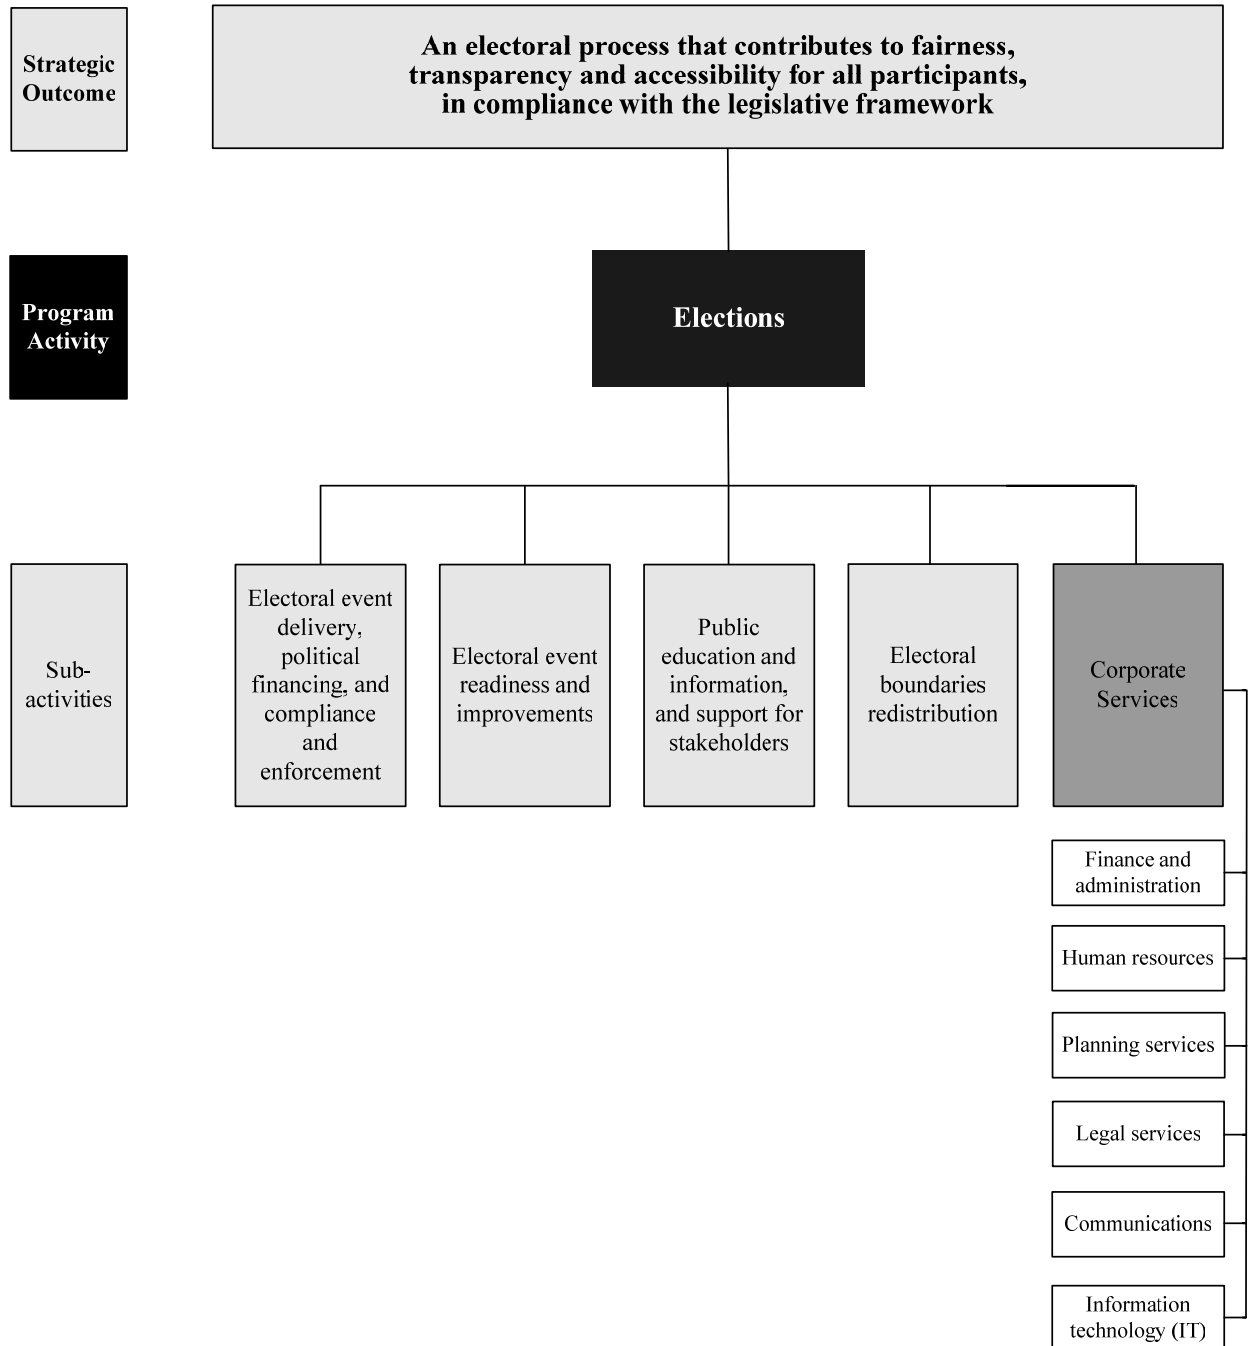 Strategic
Outcome
An electoral process that contributes to fairness,
transparency and accessibility for all participants,
in compliance with the legislative framework
Program
Activity
Elections
Sub-
activities
Electoral event
delivery,
political
financing, and
compliance
and
enforcement
Electoral event
readiness and
improvements
Public
education and
information,
and support for
stakeholders
Electoral
boundaries
redistribution
Corporate
Services
Finance and
administration
Human resources
Planning services
Legal services
Communications
Information
technology (IT)